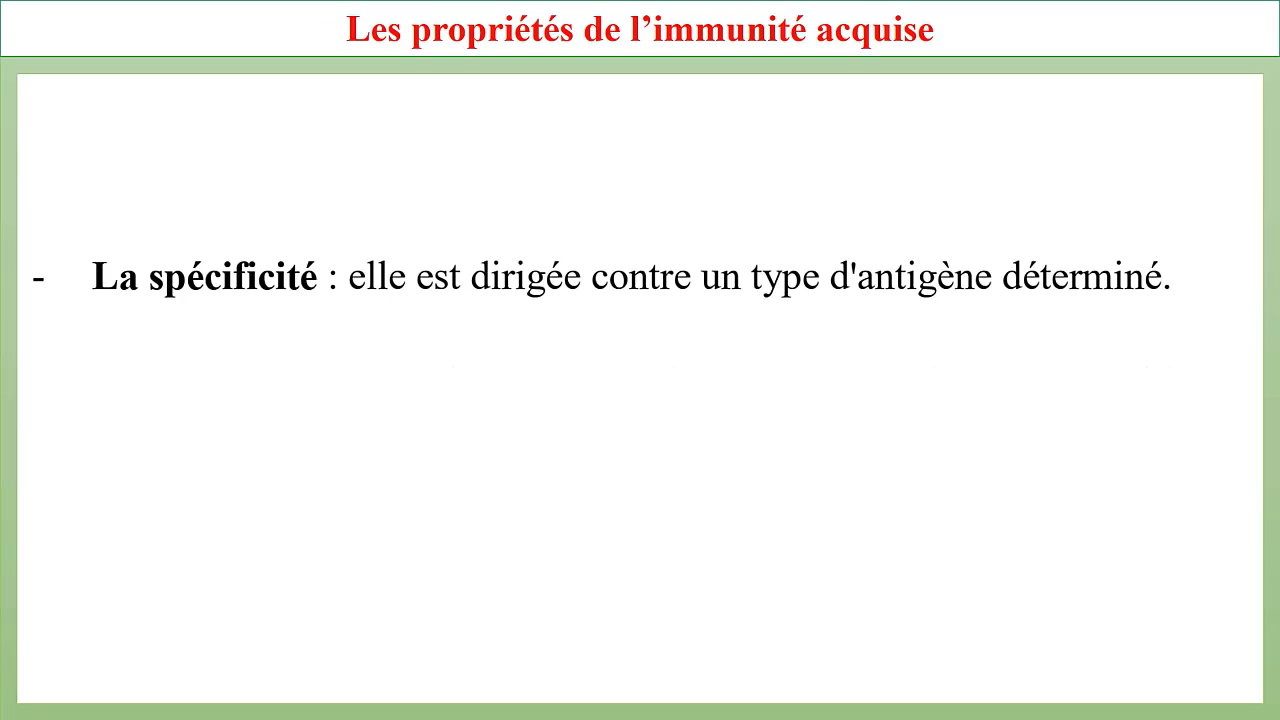 Les propriétés de l’immunité acquise
- La spécificité : elle est dirigée contre un type d'antigène déterminé.